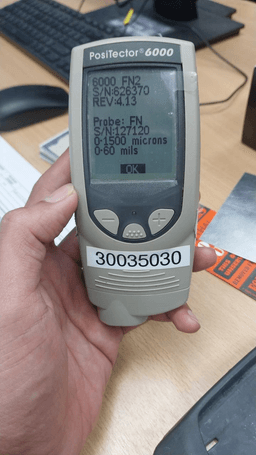 PosiTector® 6000
6000 FN2
S/N:626370
REV:4.13
Probe: FN
S/N:127120
0-1500 microns
0-60 mils
OK
30035030